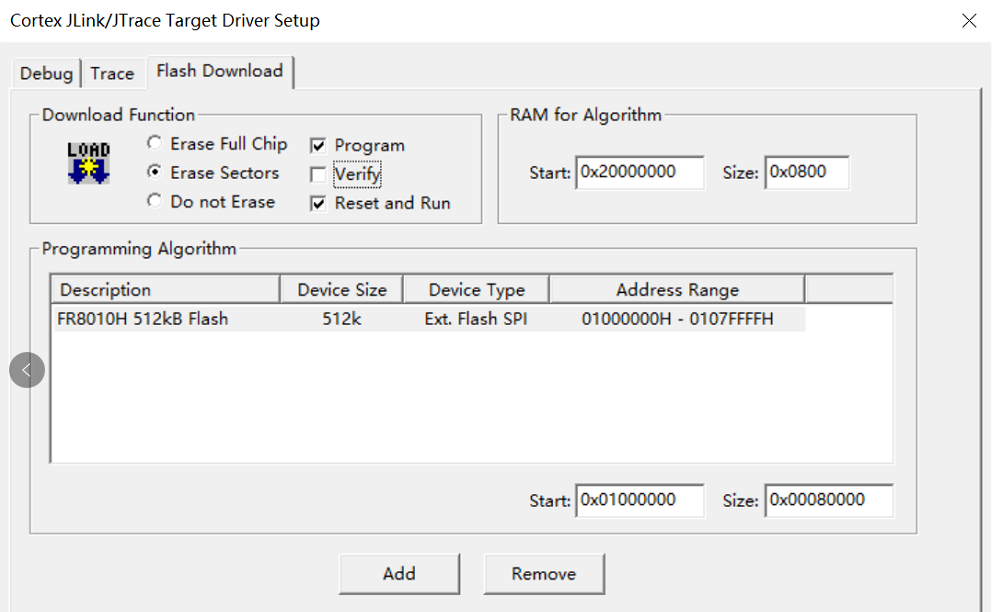 Cortex JLink/JTrace Target Driver Setup
Debug Trace Flash Download
Download Function
LOAD
Erase Full Chip
Erase Sectors
Do not Erase
Program
Verify
Reset and Run
RAM for Algorithm
Start: 0x20000000 Size: 0x0800
Programming Algorithm
Description Device Size Device Type Address Range
FR8010H 512kB Flash 512k Ext. Flash SPI 01000000H - 0107FFFFH
Start: 0x01000000 Size: 0x00080000
Add Remove